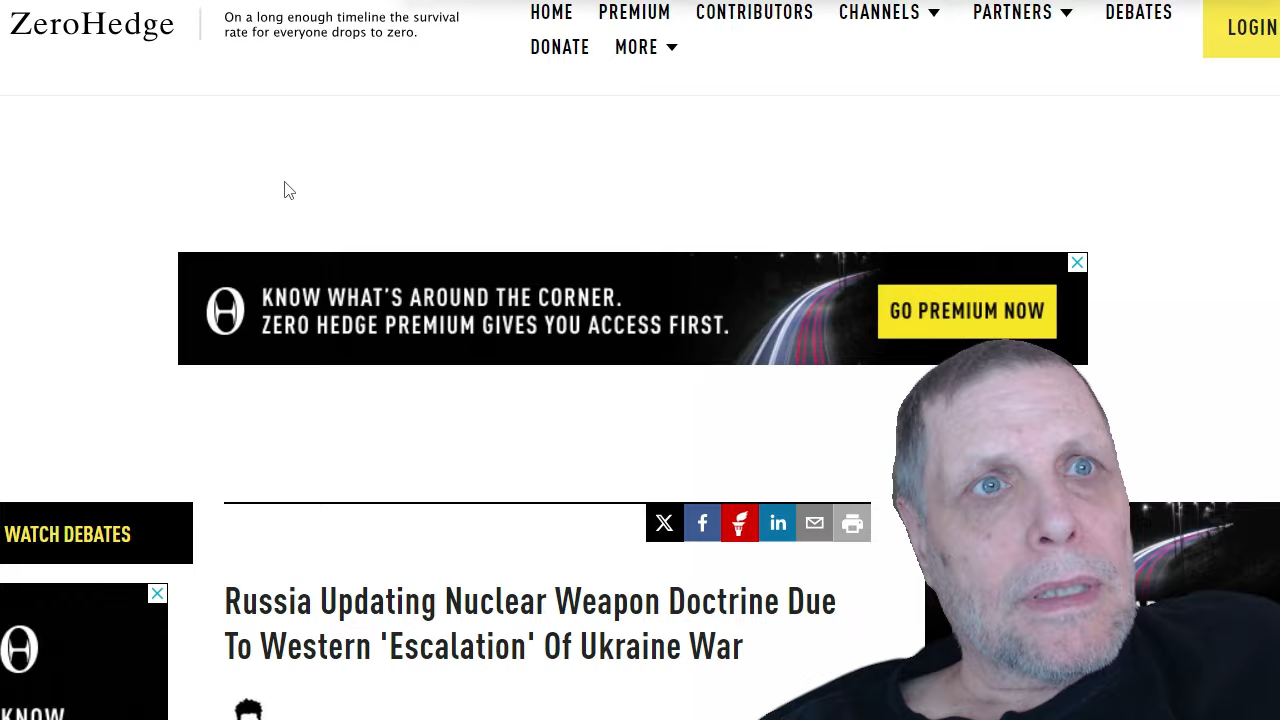 ZeroHedge
On a long enough timeline the survival
rate for everyone drops to zero.
HOME PREMIUM CONTRIBUTORS CHANNELS PARTNERS DEBATES
DONATE MORE
LOGIN
KNOW WHAT'S AROUND THE CORNER.
ZERO HEDGE PREMIUM GIVES YOU ACCESS FIRST.
GO PREMIUM NOW
WATCH DEBATES
X f in
Russia Updating Nuclear Weapon Doctrine Due
To Western 'Escalation' Of Ukraine War
KNOW